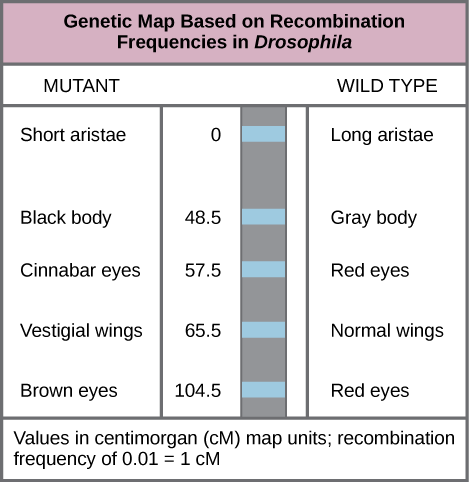 Genetic Map Based on Recombination
Frequencies in Drosophila
MUTANT WILD TYPE
Short aristae 0 Long aristae
Black body 48.5 Gray body
Cinnabar eyes 57.5 Red eyes
Vestigial wings 65.5 Normal wings
Brown eyes 104.5 Red eyes
Values in centimorgan (cM) map units; recombination
frequency of 0.01 = 1 cM